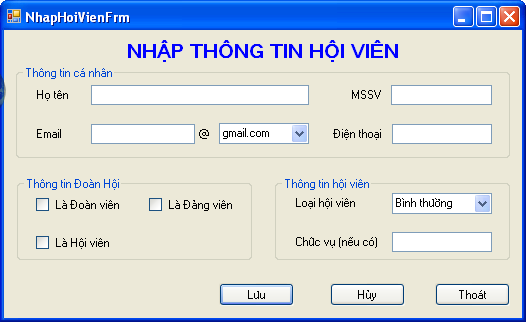 NhapHoiVienFrm
NHẬP THÔNG TIN HỘI VIÊN
Thông tin cá nhân
Họ tên MSSV
Email @ gmail.com Điện thoại
Thông tin Đoàn Hội Thông tin hội viên
Là Đoàn viên Là Đảng viên Loại hội viên Bình thường
Là Hội viên Chức vụ (nếu có)
Lưu Hủy Thoát